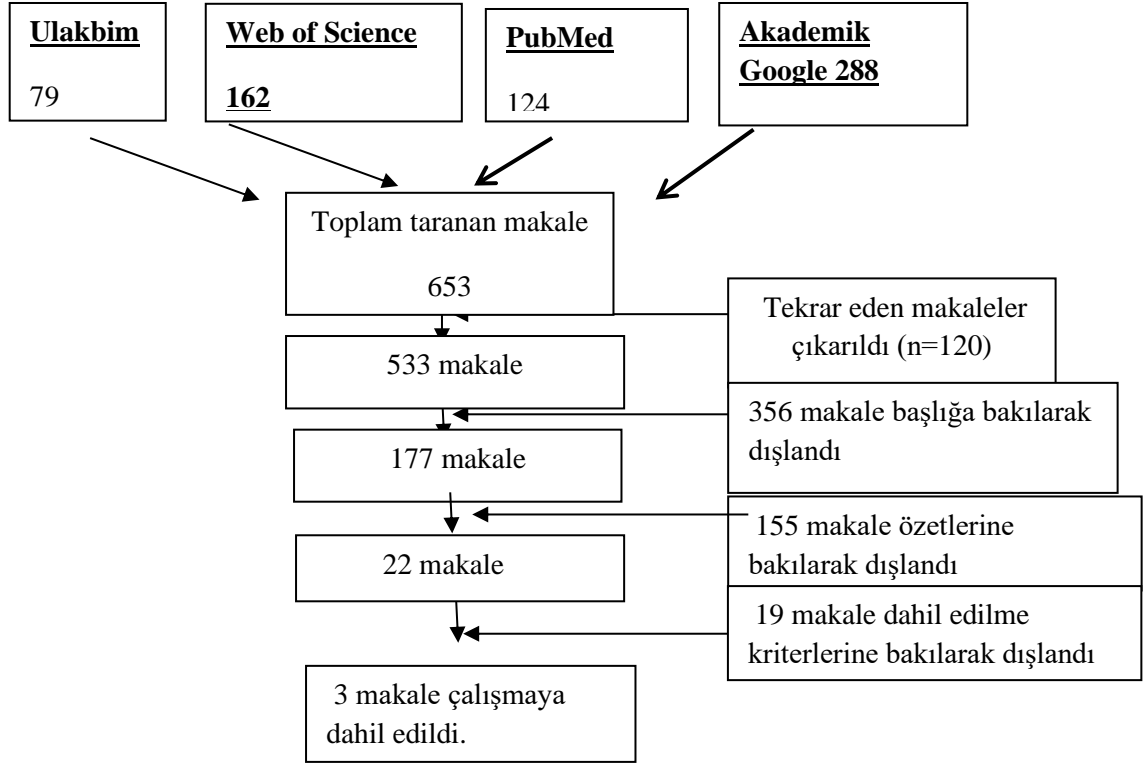 Ulakbim
79
Web of Science
162
PubMed
124
Akademik
Google 288
Toplam taranan makale
653
Tekrar eden makaleler
çıkarıldı (n=120)
533 makale
356 makale başlığa bakılarak
dışlandı
177 makale
155 makale özetlerine
bakılarak dışlandı
22 makale
19 makale dahil edilme
kriterlerine bakılarak dışlandı
3 makale çalışmaya
dahil edildi.